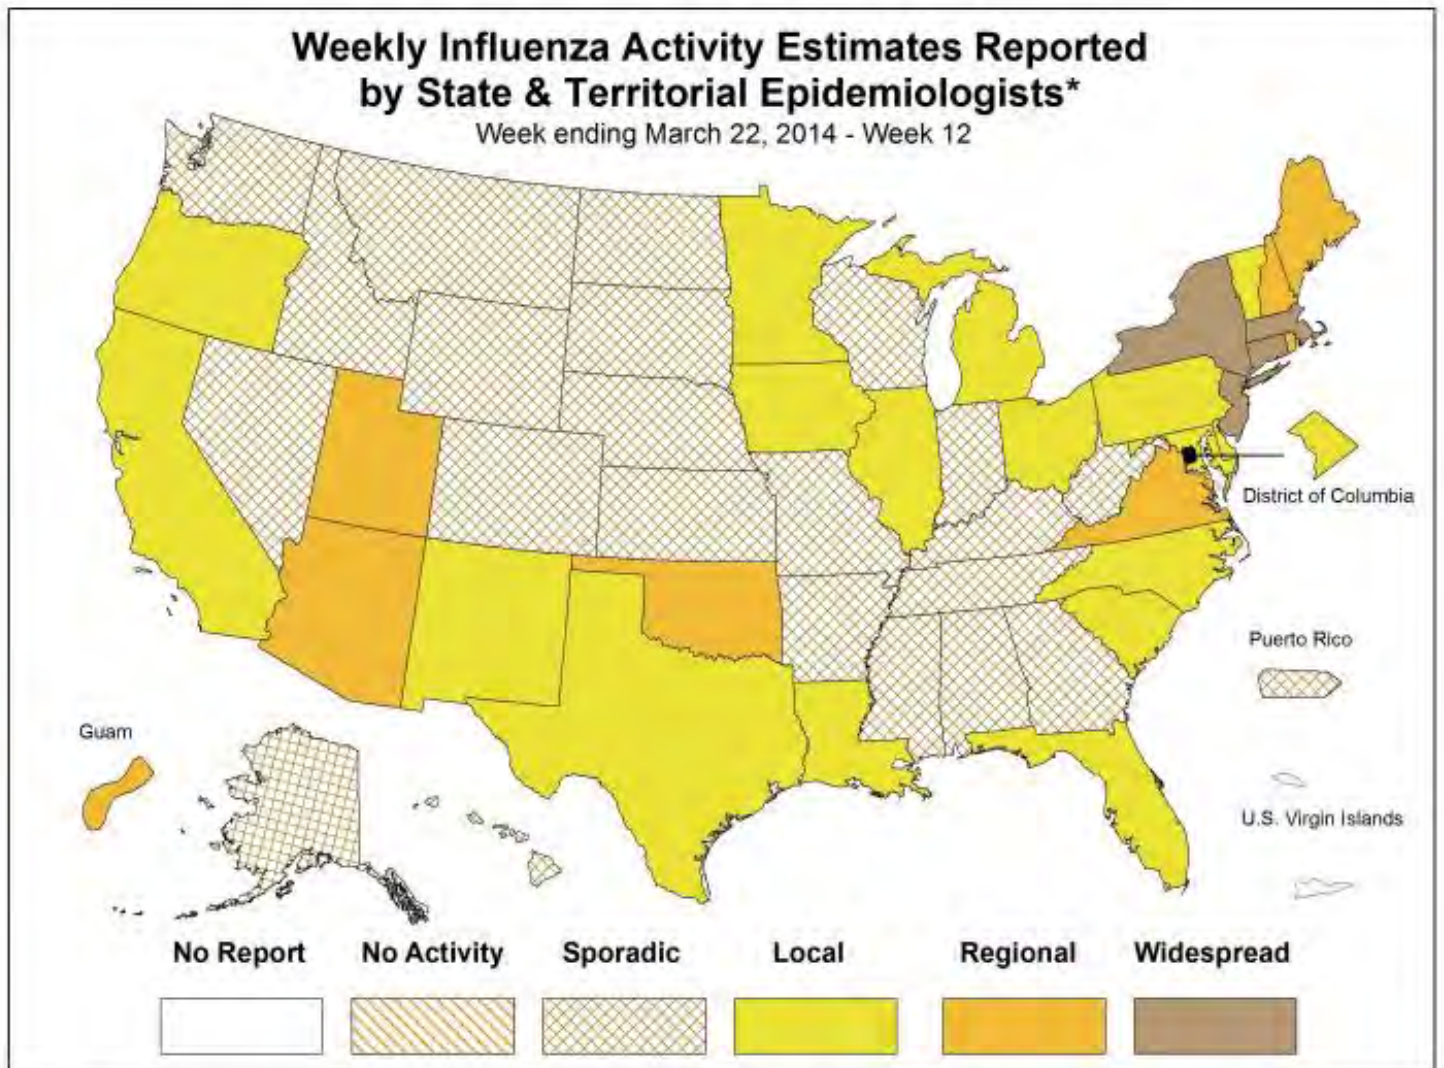 Weekly Influenza Activity Estimates Reported
by State & Territorial Epidemiologists*
Week ending March 22, 2014 - Week 12
District of Columbia
Puerto Rico
Guam
U.S. Virgin Islands
No Report
No Activity
Sporadic
Local
Regional
Widespread